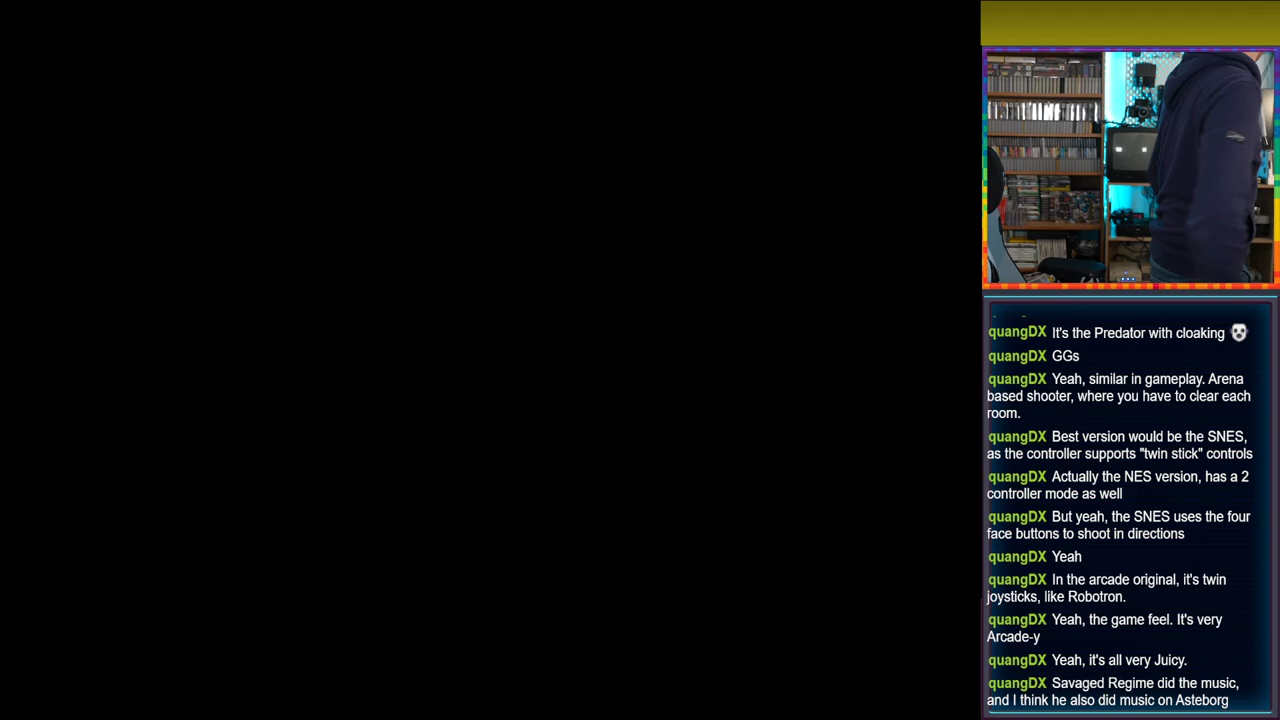 quangDX It's the Predator with cloaking
quangDX GGs
quangDX Yeah, similar in gameplay. Arena
based shooter, where you have to clear each
room.
quangDX Best version would be the SNES,
as the controller supports "twin stick" controls
quangDX Actually the NES version, has a 2
controller mode as well
quangDX But yeah, the SNES uses the four
face buttons to shoot in directions
quangDX Yeah
quangDX In the arcade original, it's twin
joysticks, like Robotron.
quangDX Yeah, the game feel. It's very
Arcade-y
quangDX Yeah, it's all very Juicy.
quangDX Savaged Regime did the music,
and I think he also did music on Asteborg